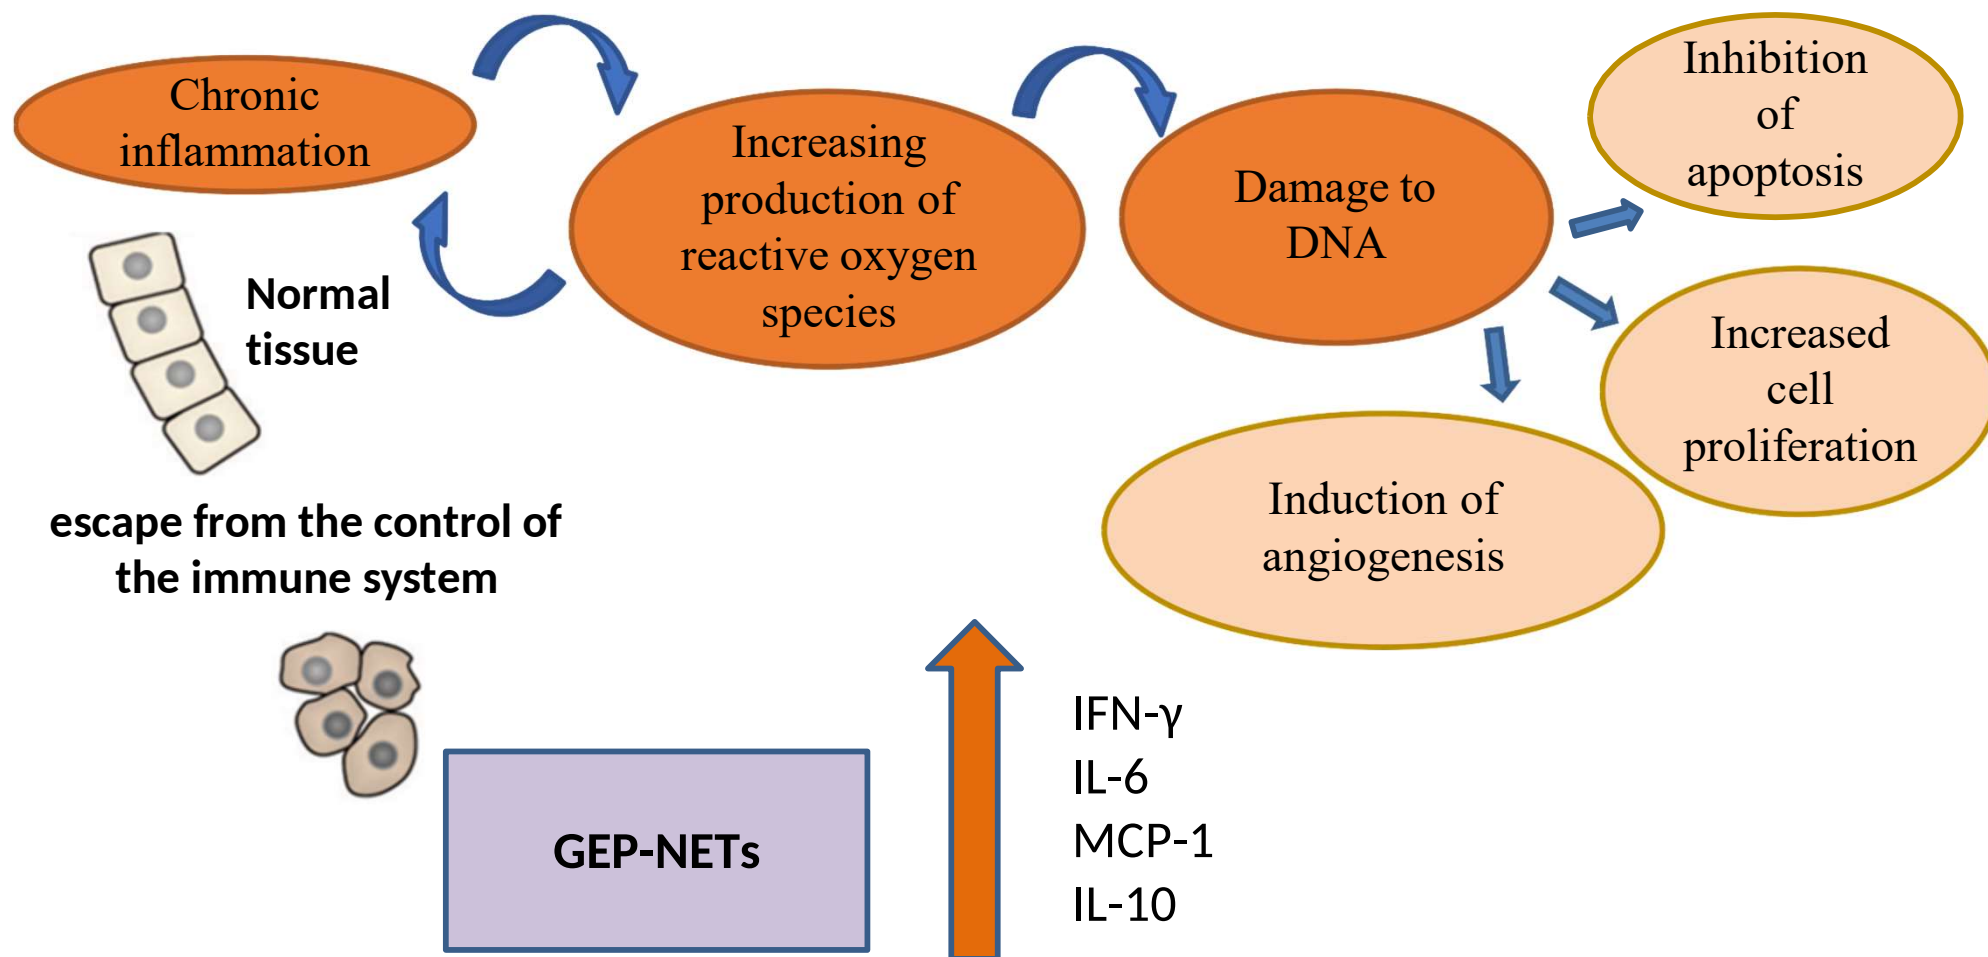 Chronic
inflammation
Increasing
production of
reactive oxygen
species
Damage to
DNA
Inhibition
of
apoptosis
Increased
cell
proliferation
Induction of
angiogenesis
Normal
tissue
escape from the control of
the immune system
GEP-NETs
IFN-γ
IL-6
MCP-1
IL-10